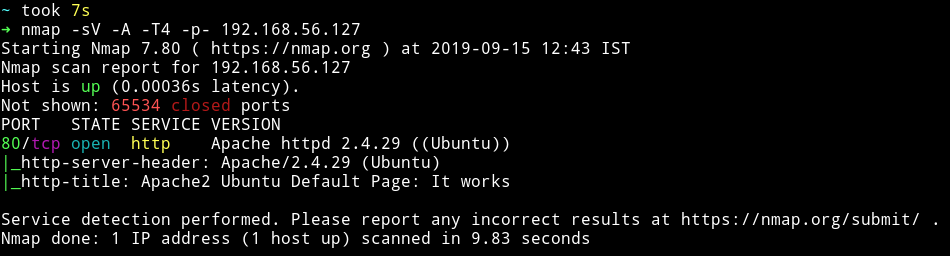 ~ took 7s
→ nmap -sV -A -T4 -p- 192.168.56.127
Starting Nmap 7.80 ( https://nmap.org ) at 2019-09-15 12:43 IST
Nmap scan report for 192.168.56.127
Host is up (0.00036s latency).
Not shown: 65534 closed ports
PORT   STATE SERVICE VERSION
80/tcp open  http    Apache httpd 2.4.29 ((Ubuntu))
|_http-server-header: Apache/2.4.29 (Ubuntu)
|_http-title: Apache2 Ubuntu Default Page: It works
Service detection performed. Please report any incorrect results at https://nmap.org/submit/ .
Nmap done: 1 IP address (1 host up) scanned in 9.83 seconds